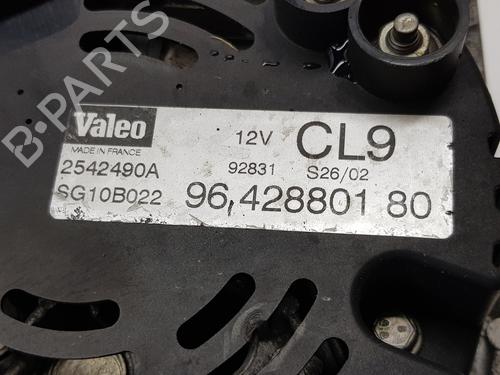 B-PARTS
Valeo
MADE IN FRANCE
12V
CL9
2542490A
92831
S26/02
SG10B022
96,428801 80